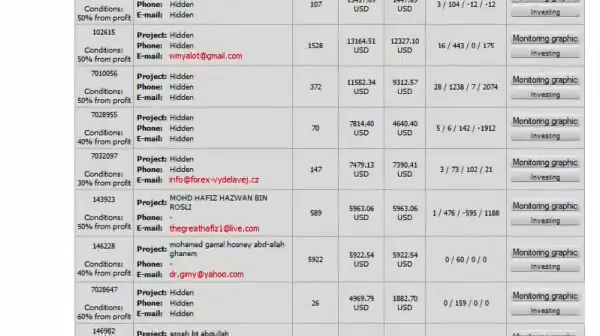 Conditions:
50% from profit
Phone: Hidden
E-mail: Hidden
107
USD
USD
3 / 104 / -12 / -12
Investing
102615
Conditions:
50% from profit
Project: Hidden
Phone: Hidden
E-mail: wmyalot@gmail.com
1528
13164.51
USD
12327.10
USD
16 / 443 / 0 / 175
Monitoring graphic
Investing
7010056
Conditions:
50% from profit
Project: Hidden
Phone: Hidden
E-mail: Hidden
372
11582.34
USD
9312.57
USD
28 / 1238 / 7 / 2074
Monitoring graphic
Investing
7028955
Conditions:
40% from profit
Project: Hidden
Phone: Hidden
E-mail: Hidden
70
7814.40
USD
4640.40
USD
5 / 6 / 142 / -1912
Monitoring graphic
Investing
7032097
Conditions:
30% from profit
Project: Hidden
Phone: Hidden
E-mail: info@forex-vydelavej.cz
147
7479.13
USD
7390.41
USD
3 / 73 / 102 / 21
Monitoring graphic
Investing
143923
Conditions:
50% from profit
Project: MOHD HAFIZ HAZWAN BIN
ROSLI
Phone: -
E-mail: thegreathafiz1@live.com
589
5963.06
USD
5963.06
USD
1 / 476 / -595 / 1188
Monitoring graphic
Investing
146228
Conditions:
40% from profit
Project: mohamed gamal hosney abd-allah
ghanem
Phone: -
E-mail: dr.gimy@yahoo.com
5922
5922.54
USD
5922.54
USD
0 / 60 / 0 / 0
Monitoring graphic
Investing
7028647
Conditions:
60% from profit
Project: Hidden
Phone: Hidden
E-mail: Hidden
26
4969.79
USD
1882.70
USD
0 / 159 / 0 / 0
Monitoring graphic
Investing
146982
Project:
Monitoring graphic